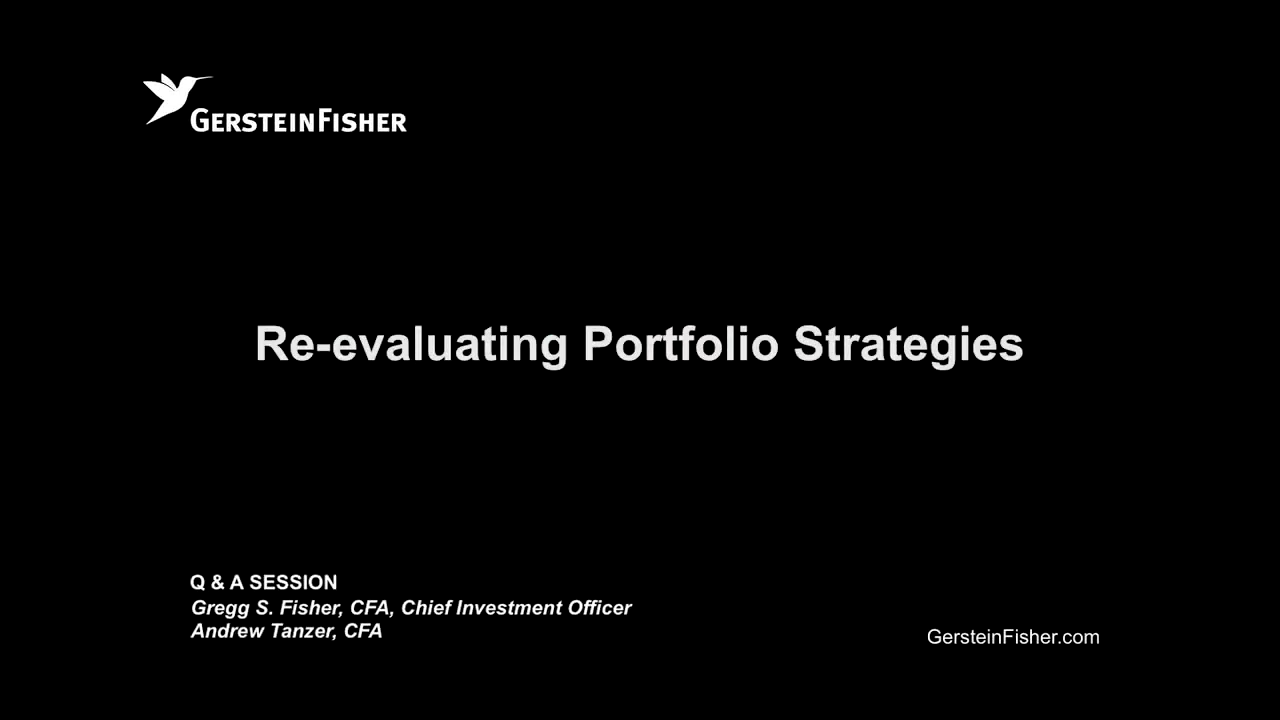 GERSTEINFISHER
Re-evaluating Portfolio Strategies
Q & A SESSION
Gregg S. Fisher, CFA, Chief Investment Officer
Andrew Tanzer, CFA
GersteinFisher.com